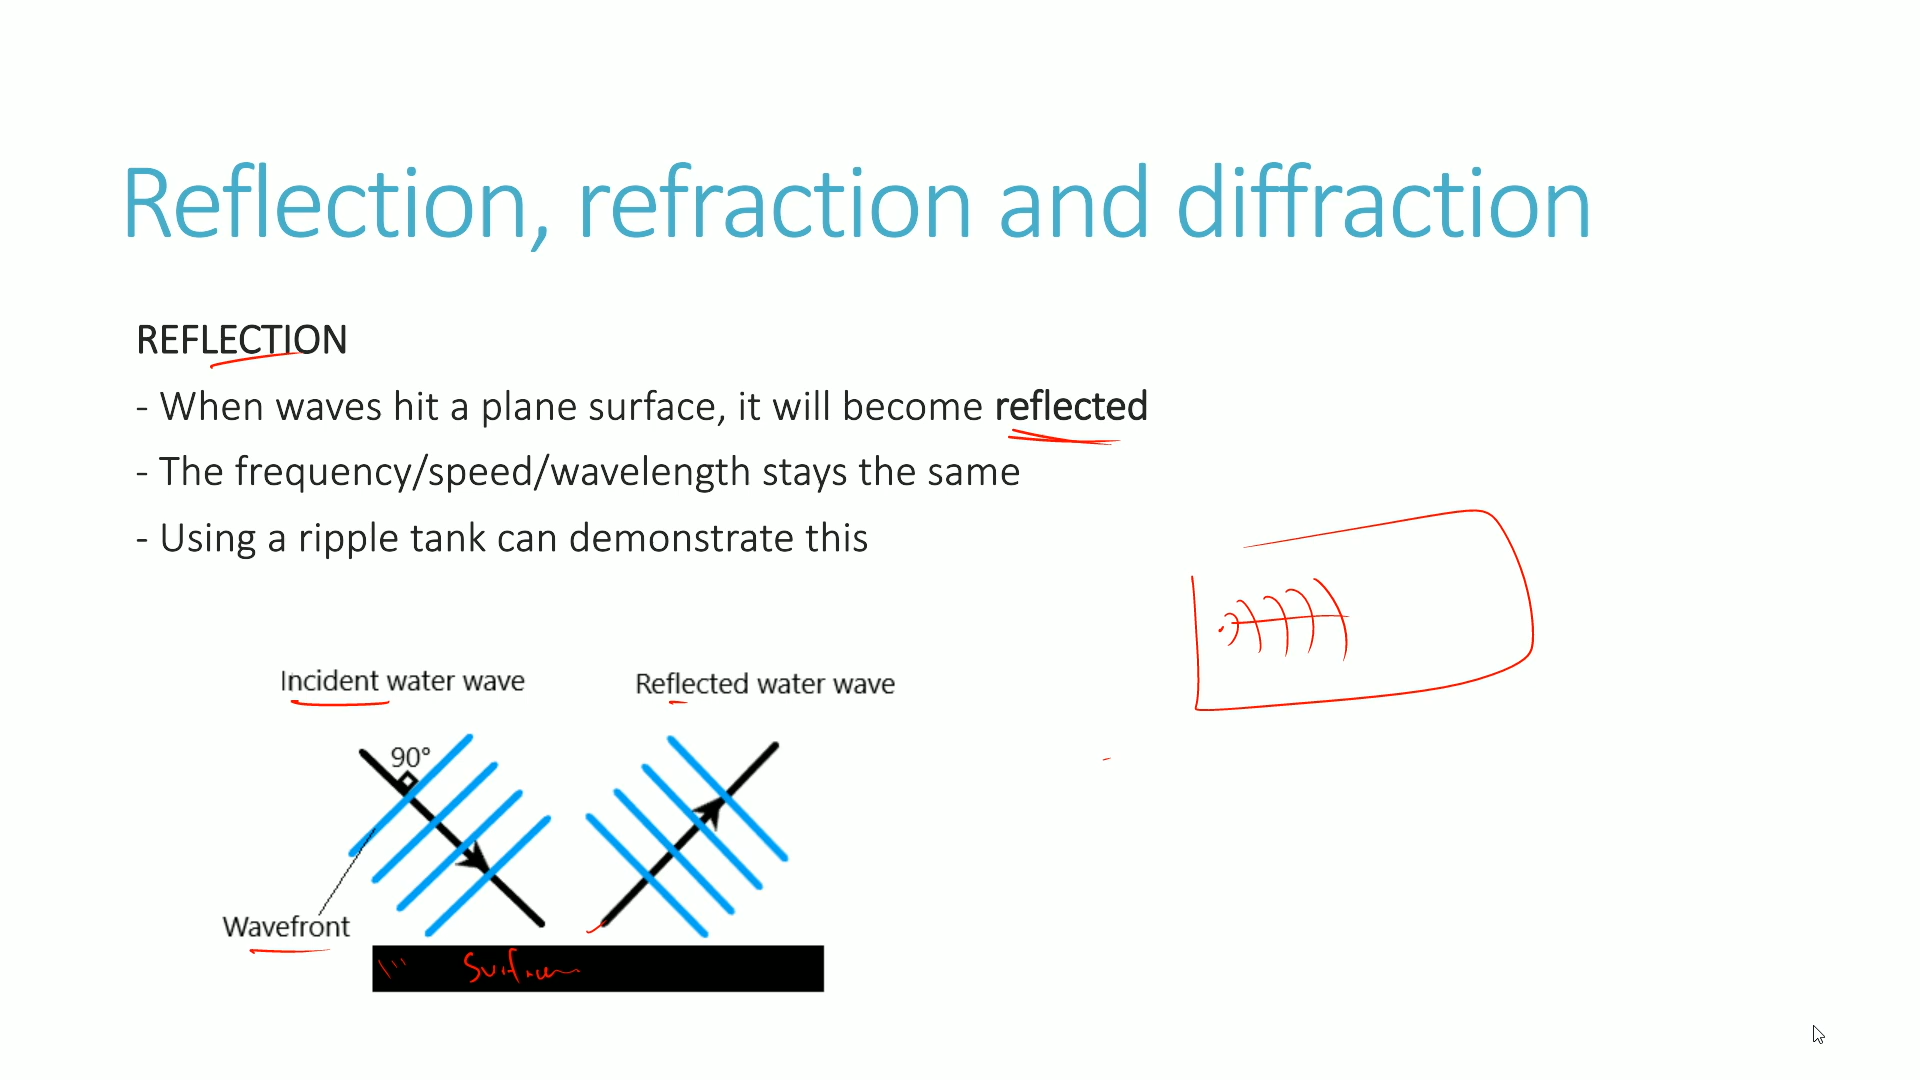 Reflection, refraction and diffraction
REFLECTION
- When waves hit a plane surface, it will become reflected
- The frequency/speed/wavelength stays the same
- Using a ripple tank can demonstrate this
Incident water wave
Reflected water wave
90°
Wavefront